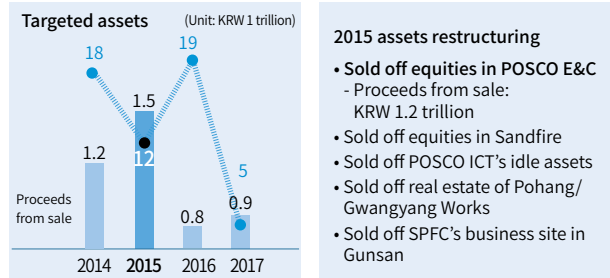 Targeted assets
(Unit: KRW 1 trillion)
18
19
1.5
12
1.2
5
0.9
0.8
Proceeds
from sale
2014
2015
2016
2017
2015 assets restructuring
• Sold off equities in POSCO E&C
- Proceeds from sale:
KRW 1.2 trillion
• Sold off equities in Sandfire
• Sold off POSCO ICT's idle assets
• Sold off real estate of Pohang/
Gwangyang Works
• Sold off SPFC's business site in
Gunsan